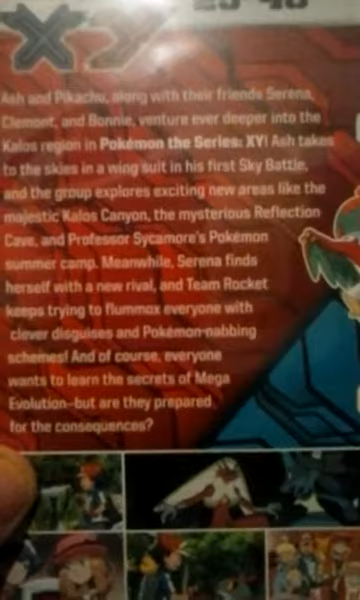 XY
Ash and Pikachu, along with their friends Serena,
Clemont, and Bonnie, venture ever deeper into the
Kalos region in Pokémon the Series: XY! Ash takes
to the skies in a wing suit in his first Sky Battle,
and the group explores exciting new areas like the
majestic Kalos Canyon, the mysterious Reflection
Cave, and Professor Sycamore's Pokémon
summer camp. Meanwhile, Serena finds
herself with a new rival, and Team Rocket
keeps trying to flummox everyone with
clever disguises and Pokémon-nabbing
schemes! And of course, everyone
wants to learn the secrets of Mega
Evolution—but are they prepared
for the consequences?